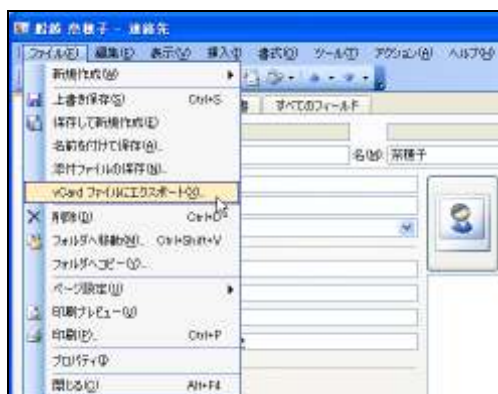 奈穂子 - 連絡先
ファイル(F) 編集(E) 表示(V) 挿入(I) 書式(O) ツール(T) アクション(A) ヘルプ(H)
新規作成(W)
上書き保存(S) Ctrl+S
保存して新規作成(E)
すべてのフィールド
名前を付けて保存(A)...
添付ファイルの保存(N)...
名(M) 菜穂子
vCard ファイルにエクスポート(V)...
削除(D) Ctrl+D
フォルダへ移動(M)... Ctrl+Shift+V
フォルダへコピー(Y)...
ページ設定(U)
印刷プレビュー(V)
印刷(P)... Ctrl+P
プロパティ(I)
閉じる(C) Alt+F4